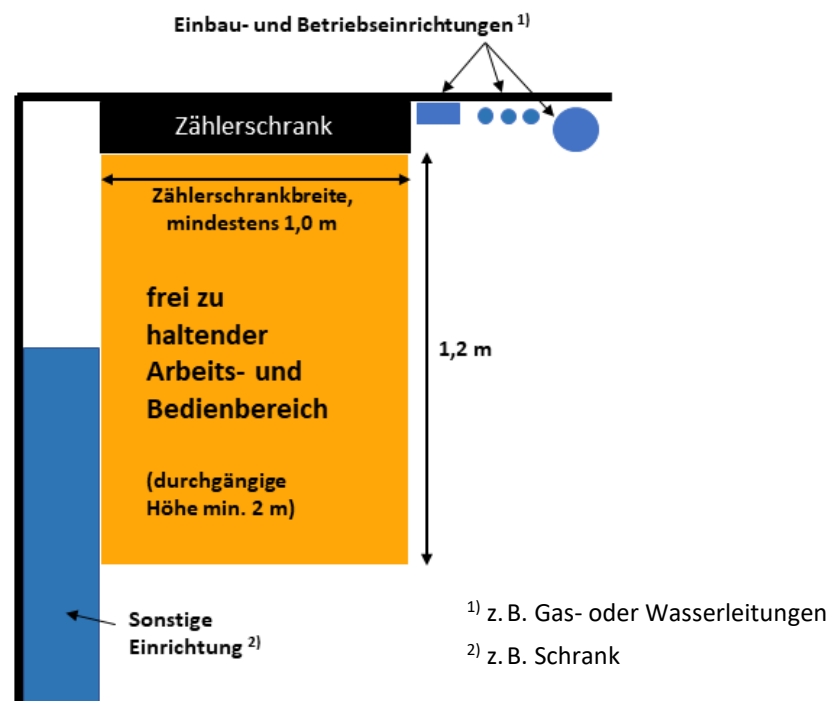 Einbau- und Betriebseinrichtungen 1)
Zählerschrank
Zählerschrankbreite,
mindestens 1,0 m
frei zu
haltender
Arbeits- und
Bedienbereich
1,2 m
(durchgängige
Höhe min. 2 m)
Sonstige
Einrichtung 2)
1) z. B. Gas- oder Wasserleitungen
2) z. B. Schrank